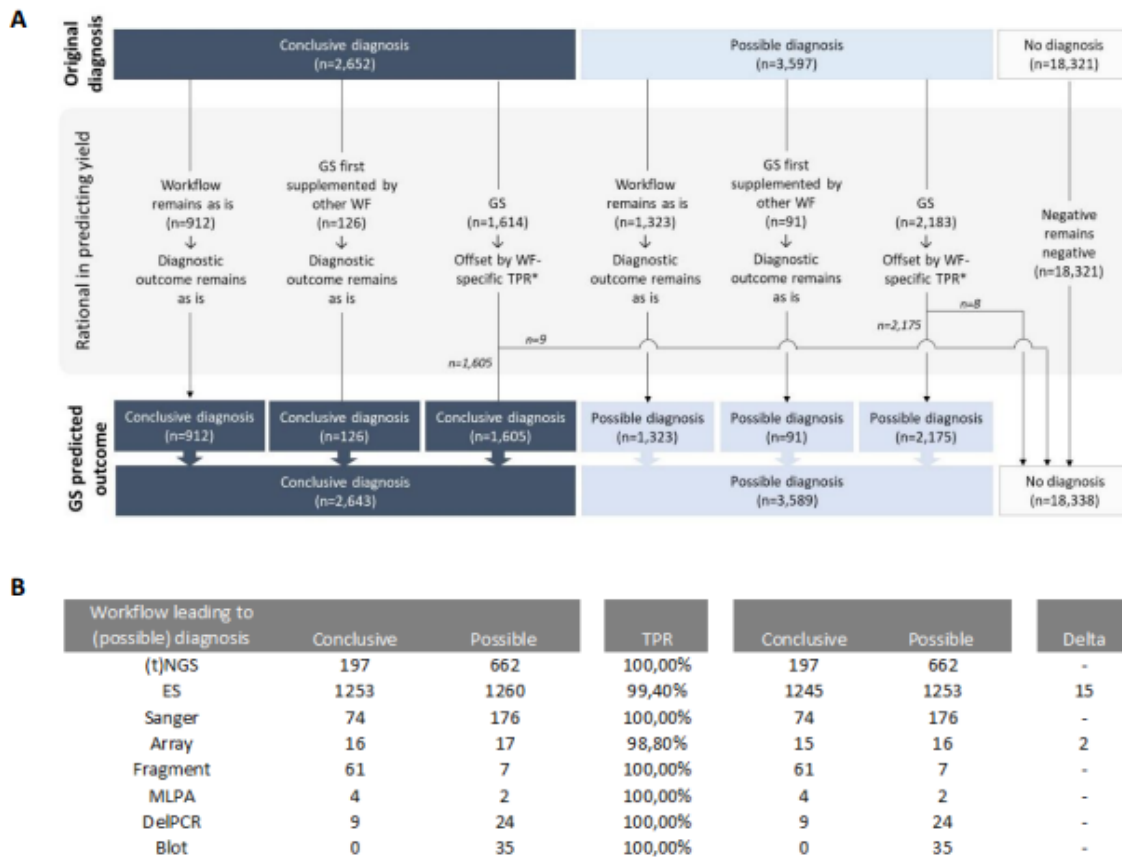 A
Original diagnosis
Conclusive diagnosis
(n=2,652)
Possible diagnosis
(n=3,597)
No diagnosis
(n=18,321)
Rational in predicting yield
Workflow
remains as is
(n=912)
Diagnostic
outcome remains
as is
GS first
supplemented by
other WF
(n=126)
Diagnostic
outcome remains
as is
GS
(n=1,614)
Offset by WF-
specific TPR*
Workflow
remains as is
(n=1,323)
Diagnostic
outcome remains
as is
GS first
supplemented by
other WF
(n=91)
Diagnostic
outcome remains
as is
GS
(n=2,183)
Offset by WF-
specific TPR*
Negative
remains
negative
(n=18,321)
n=8
n=2,175
n=9
n=1,605
GS predicted outcome
Conclusive diagnosis
(n=912)
Conclusive diagnosis
(n=126)
Conclusive diagnosis
(n=1,605)
Possible diagnosis
(n=1,323)
Possible diagnosis
(n=91)
Possible diagnosis
(n=2,175)
Conclusive diagnosis
(n=2,643)
Possible diagnosis
(n=3,589)
No diagnosis
(n=18,338)
B
Workflow leading to
(possible) diagnosis Conclusive Possible TPR Conclusive Possible Delta
(t)NGS 197 662 100,00% 197 662 -
ES 1253 1260 99,40% 1245 1253 15
Sanger 74 176 100,00% 74 176 -
Array 16 17 98,80% 15 16 2
Fragment 61 7 100,00% 61 7 -
MLPA 4 2 100,00% 4 2 -
DelPCR 9 24 100,00% 9 24 -
Blot 0 35 100,00% 0 35 -